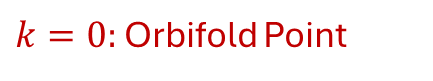 k = 0: Orbifold Point